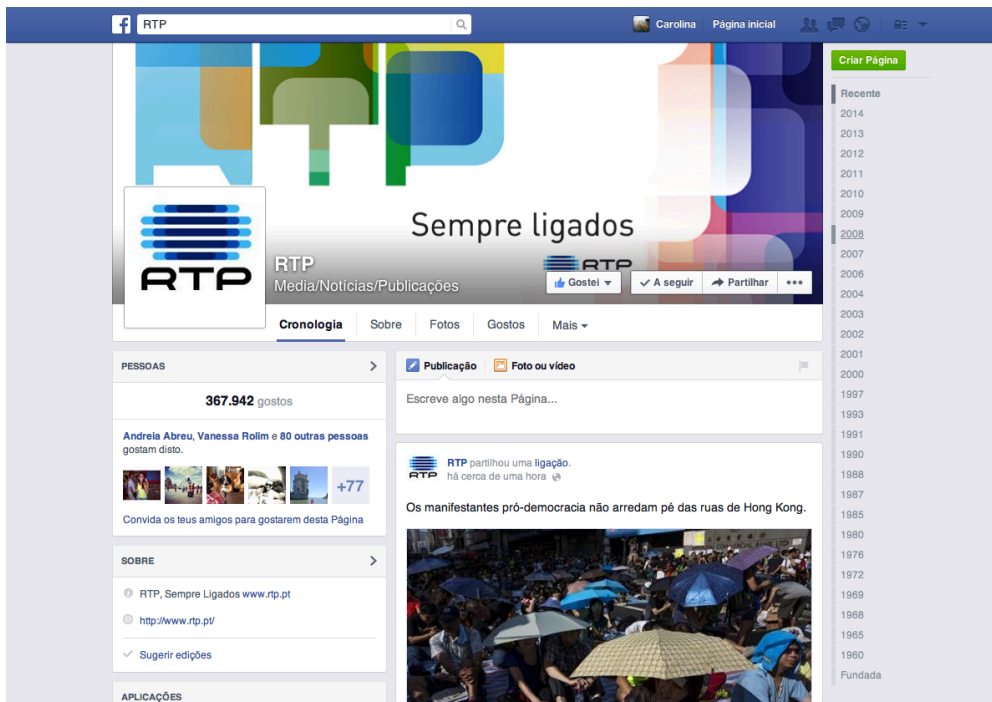 RTP
Carolina
Página inicial
Criar Página
Sempre ligados
RTP
RTP
RTP
Media/Noticias/Publicações
Gostei
A seguir
Partilhar
Cronologia
Sobre
Fotos
Gostos
Mais
PESSOAS
367.942 gostos
Andreia Abreu, Vanessa Rolim e 80 outras pessoas
gostam disto.
+77
Convida os teus amigos para gostarem desta Página
SOBRE
RTP, Sempre Ligados www.rtp.pt
http://www.rtp.pt/
Sugerir edições
APLICAÇÕES
Publicação
Foto ou vídeo
Escreve algo nesta Página...
RTP
RTP partilhou uma ligação.
há cerca de uma hora
Os manifestantes pró-democracia não arredam pé das ruas de Hong Kong.
Recente
2014
2013
2012
2011
2010
2009
2008
2007
2006
2004
2003
2002
2001
2000
1997
1993
1991
1990
1988
1987
1985
1980
1976
1972
1969
1968
1965
1960
Fundada